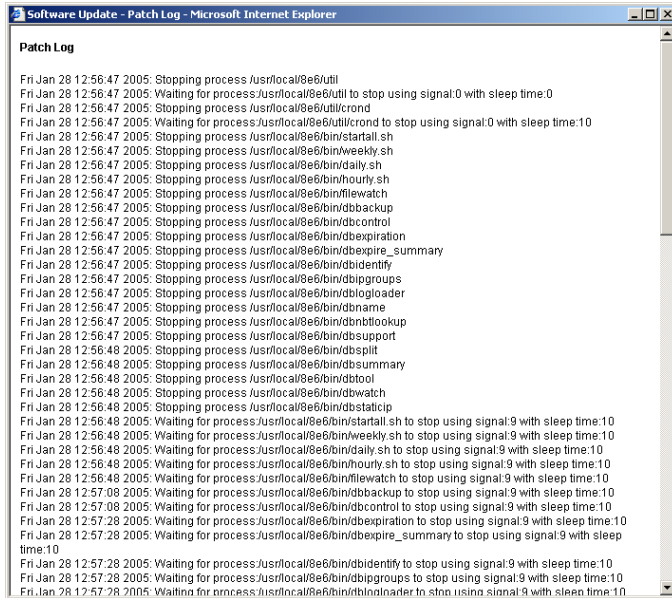 Software Update - Patch Log - Microsoft Internet Explorer
Patch Log
Fri Jan 28 12:56:47 2005: Stopping process /usr/local/8e6/util
Fri Jan 28 12:56:47 2005: Waiting for process:/usr/local/8e6/util to stop using signal:0 with sleep time:0
Fri Jan 28 12:56:47 2005: Stopping process /usr/local/8e6/util/crond
Fri Jan 28 12:56:47 2005: Waiting for process:/usr/local/8e6/util/crond to stop using signal:0 with sleep time:10
Fri Jan 28 12:56:47 2005: Stopping process /usr/local/8e6/bin/startall.sh
Fri Jan 28 12:56:47 2005: Stopping process /usr/local/8e6/bin/weekly.sh
Fri Jan 28 12:56:47 2005: Stopping process /usr/local/8e6/bin/daily.sh
Fri Jan 28 12:56:47 2005: Stopping process /usr/local/8e6/bin/hourly.sh
Fri Jan 28 12:56:47 2005: Stopping process /usr/local/8e6/bin/filewatch
Fri Jan 28 12:56:47 2005: Stopping process /usr/local/8e6/bin/dbbackup
Fri Jan 28 12:56:47 2005: Stopping process /usr/local/8e6/bin/dbcontrol
Fri Jan 28 12:56:47 2005: Stopping process /usr/local/8e6/bin/dbexpiration
Fri Jan 28 12:56:47 2005: Stopping process /usr/local/8e6/bin/dbexpire_summary
Fri Jan 28 12:56:47 2005: Stopping process /usr/local/8e6/bin/dbidentify
Fri Jan 28 12:56:47 2005: Stopping process /usr/local/8e6/bin/dbipgroups
Fri Jan 28 12:56:47 2005: Stopping process /usr/local/8e6/bin/dblogloader
Fri Jan 28 12:56:47 2005: Stopping process /usr/local/8e6/bin/dbname
Fri Jan 28 12:56:47 2005: Stopping process /usr/local/8e6/bin/dbnbtlookup
Fri Jan 28 12:56:48 2005: Stopping process /usr/local/8e6/bin/dbsupport
Fri Jan 28 12:56:48 2005: Stopping process /usr/local/8e6/bin/dbsplit
Fri Jan 28 12:56:48 2005: Stopping process /usr/local/8e6/bin/dbsummary
Fri Jan 28 12:56:48 2005: Stopping process /usr/local/8e6/bin/dbtool
Fri Jan 28 12:56:48 2005: Stopping process /usr/local/8e6/bin/dbwatch
Fri Jan 28 12:56:48 2005: Stopping process /usr/local/8e6/bin/dbstaticip
Fri Jan 28 12:56:48 2005: Waiting for process:/usr/local/8e6/bin/startall.sh to stop using signal:9 with sleep time:10
Fri Jan 28 12:56:48 2005: Waiting for process:/usr/local/8e6/bin/weekly.sh to stop using signal:9 with sleep time:10
Fri Jan 28 12:56:48 2005: Waiting for process:/usr/local/8e6/bin/daily.sh to stop using signal:9 with sleep time:10
Fri Jan 28 12:56:48 2005: Waiting for process:/usr/local/8e6/bin/hourly.sh to stop using signal:9 with sleep time:10
Fri Jan 28 12:56:48 2005: Waiting for process:/usr/local/8e6/bin/filewatch to stop using signal:9 with sleep time:10
Fri Jan 28 12:57:08 2005: Waiting for process:/usr/local/8e6/bin/dbbackup to stop using signal:9 with sleep time:10
Fri Jan 28 12:57:08 2005: Waiting for process:/usr/local/8e6/bin/dbcontrol to stop using signal:9 with sleep time:10
Fri Jan 28 12:57:28 2005: Waiting for process:/usr/local/8e6/bin/dbexpiration to stop using signal:9 with sleep time:10
Fri Jan 28 12:57:28 2005: Waiting for process:/usr/local/8e6/bin/dbexpire_summary to stop using signal:9 with sleep
time:10
Fri Jan 28 12:57:28 2005: Waiting for process:/usr/local/8e6/bin/dbidentify to stop using signal:9 with sleep time:10
Fri Jan 28 12:57:28 2005: Waiting for process:/usr/local/8e6/bin/dbipgroups to stop using signal:9 with sleep time:10
Fri Jan 28 12:57:28 2005: Waiting for process:/usr/local/8e6/bin/dblogloader to stop using signal:9 with sleep time:10